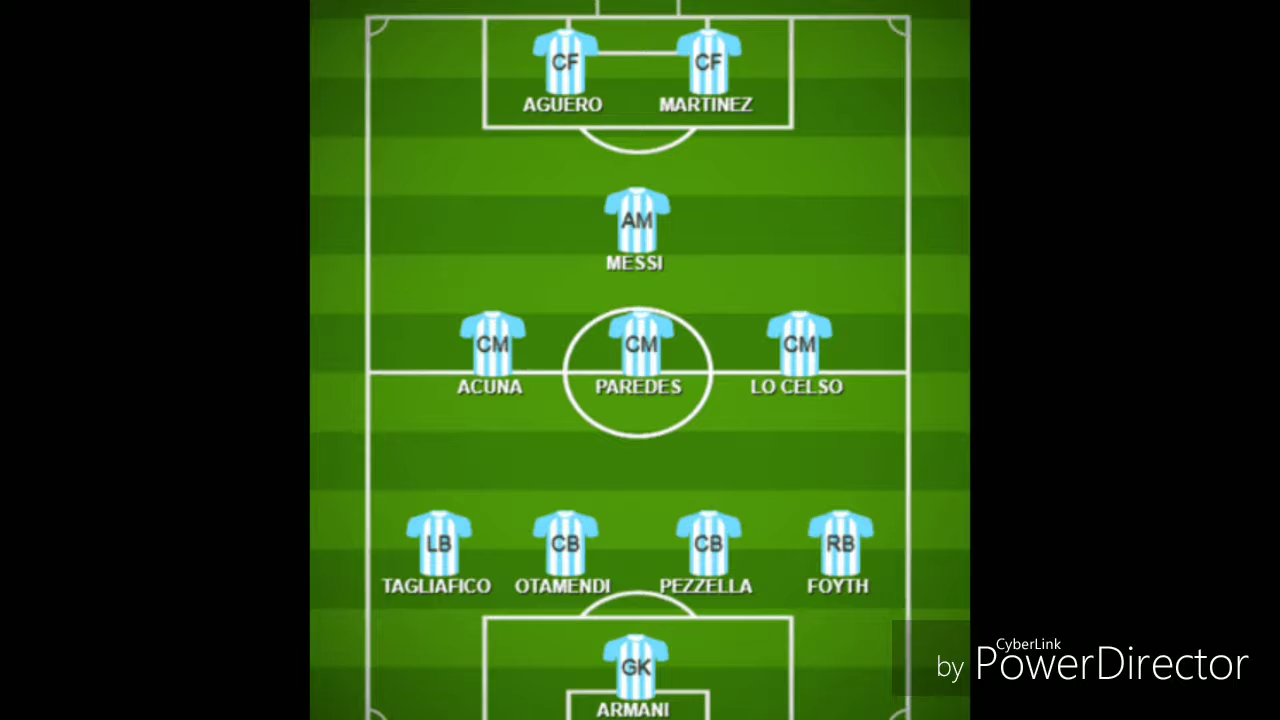 CF CF
AGUERO MARTINEZ
AM
MESSI
CM CM CM
ACUNA PAREDES LO CELSO
LB CB CB RB
TAGLIAFICO OTAMENDI PEZZELLA FOYTH
GK
ARMANI
CyberLink
by PowerDirector